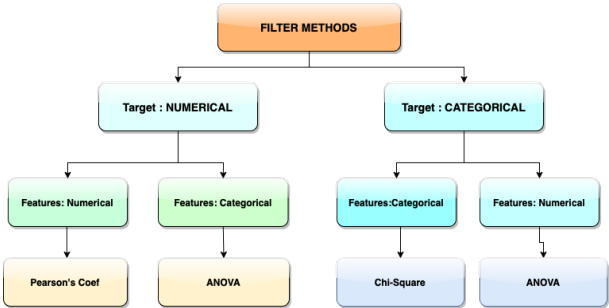 FILTER METHODS
Target : NUMERICAL
Target : CATEGORICAL
Features: Numerical
Features: Categorical
Features:Categorical
Features: Numerical
Pearson's Coef
ANOVA
Chi-Square
ANOVA